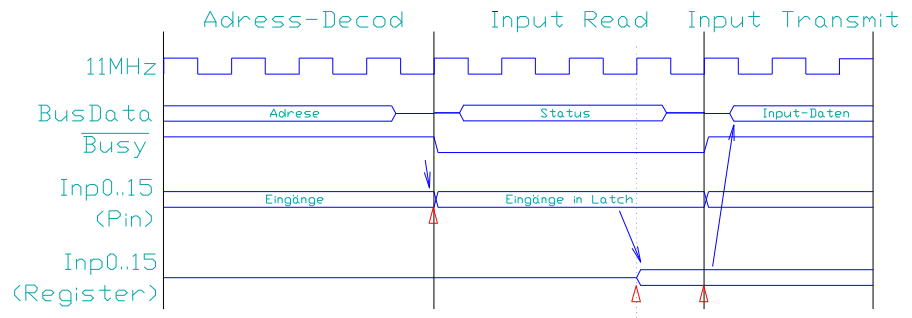 Adress-Decod Input Read Input Transmit
11MHz
BusData Adrese Status Input-Daten
Busy
Inp0..15 Eingänge Eingänge in Latch
(Pin)
Inp0..15
(Register)